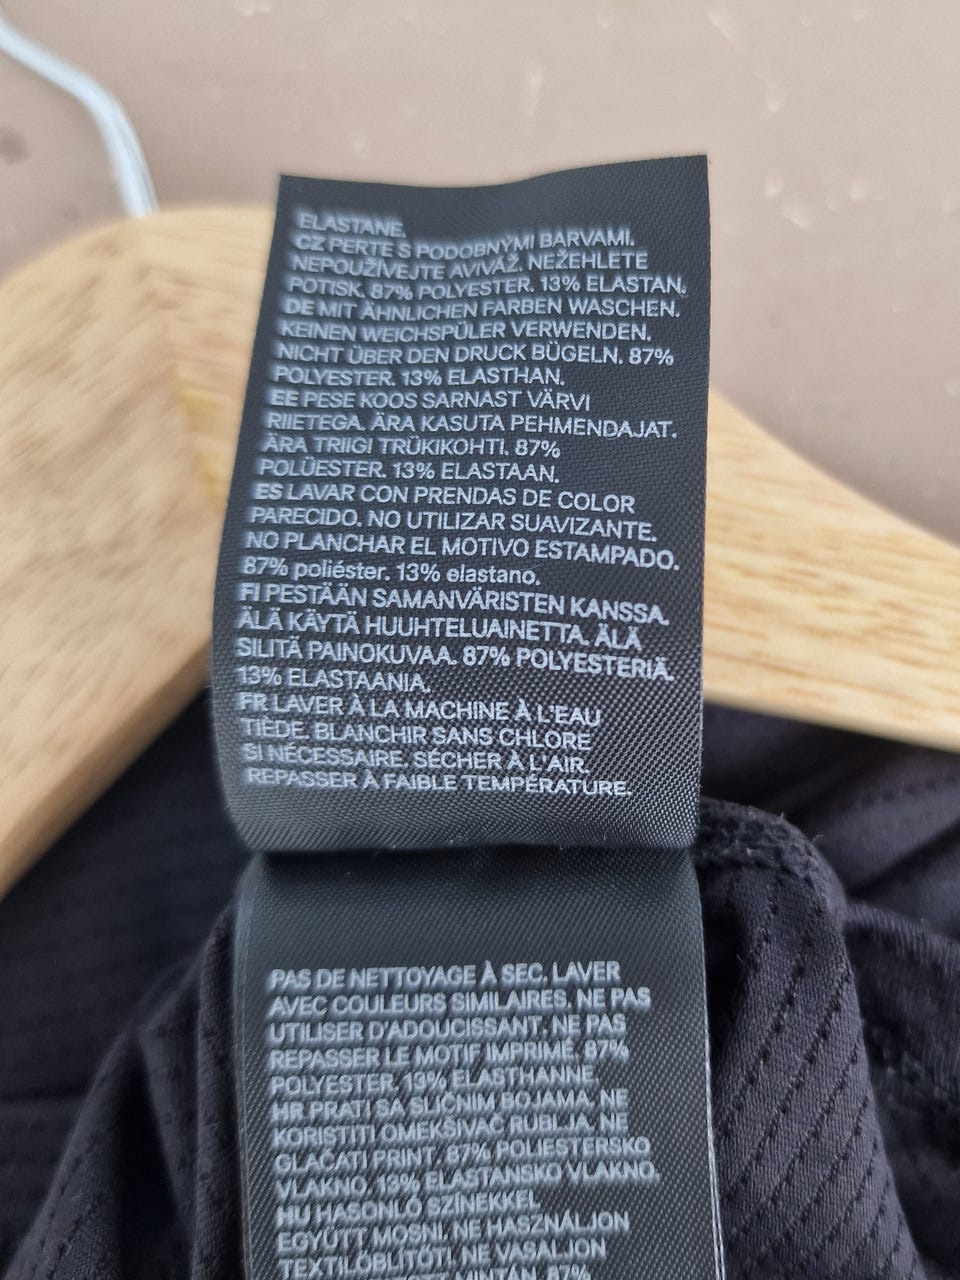 ELASTANE.
CZ PERTE S PODOBNÝMI BARVAMI.
NEPOUŽÍVEJTE AVIVÁŽ. NEŽEHLETE
POTISK. 87% POLYESTER. 13% ELASTAN.
DE MIT ÄHNLICHEN FARBEN WASCHEN.
KEINEN WEICHSPÜLER VERWENDEN.
NICHT ÜBER DEN DRUCK BÜGELN. 87%
POLYESTER. 13% ELASTHAN.
EE PESE KOOS SARNAST VÄRVI
RIIETEGA. ÄRA KASUTA PEHMENDAJAT.
ÄRA TRIIGI TRÜKIKOHTI. 87%
POLÜESTER. 13% ELASTAAN.
ES LAVAR CON PRENDAS DE COLOR
PARECIDO. NO UTILIZAR SUAVIZANTE.
NO PLANCHAR EL MOTIVO ESTAMPADO.
87% poliéster. 13% elastano.
FI PESTÄÄN SAMANVÄRISTEN KANSSA.
ÄLÄ KÄYTÄ HUUHTELUAINETTA. ÄLÄ
SILITÄ PAINOKUVAA. 87% POLYESTERIÄ.
13% ELASTAANIA.
FR LAVER À LA MACHINE À L'EAU
TIÈDE. BLANCHIR SANS CHLORE
SI NÉCESSAIRE. SÉCHER À L'AIR.
REPASSER À FAIBLE TEMPÉRATURE.
PAS DE NETTOYAGE À SEC. LAVER
AVEC COULEURS SIMILAIRES. NE PAS
UTILISER D'ADOUCISSANT. NE PAS
REPASSER LE MOTIF IMPRIMÉ. 87%
POLYESTER. 13% ELASTHANNE.
HR PRATI SA SLIČNIM BOJAMA. NE
KORISTITI OMEKŠIVAČ RUBLJA. NE
GLAČATI PRINT. 87% POLIESTERSKO
VLAKNO. 13% ELASTANSKO VLAKNO.
HU HASONLÓ SZÍNEKKEL
EGYÜTT MOSNI. NE HASZNÁLJON
TEXTILÖBLÍTŐT. NE VASALJON
MINTÁN. 87%